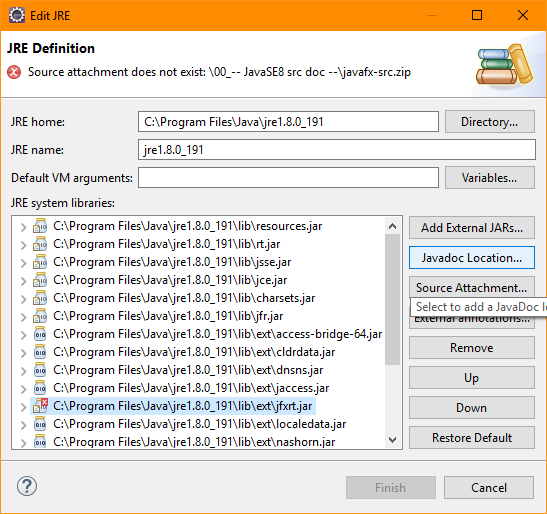 Edit JRE
JRE Definition
Source attachment does not exist: \00_-- JavaSE8 src doc --\javafx-src.zip
JRE home: C:\Program Files\Java\jre1.8.0_191 Directory...
JRE name: jre1.8.0_191
Default VM arguments: Variables...
JRE system libraries:
C:\Program Files\Java\jre1.8.0_191\lib\resources.jar
C:\Program Files\Java\jre1.8.0_191\lib\rt.jar
C:\Program Files\Java\jre1.8.0_191\lib\jsse.jar
C:\Program Files\Java\jre1.8.0_191\lib\jce.jar
C:\Program Files\Java\jre1.8.0_191\lib\charsets.jar
C:\Program Files\Java\jre1.8.0_191\lib\jfr.jar
C:\Program Files\Java\jre1.8.0_191\lib\ext\access-bridge-64.jar
C:\Program Files\Java\jre1.8.0_191\lib\ext\cldrdata.jar
C:\Program Files\Java\jre1.8.0_191\lib\ext\dnsns.jar
C:\Program Files\Java\jre1.8.0_191\lib\ext\jaccess.jar
C:\Program Files\Java\jre1.8.0_191\lib\ext\jfxrt.jar
C:\Program Files\Java\jre1.8.0_191\lib\ext\localedata.jar
C:\Program Files\Java\jre1.8.0_191\lib\ext\nashorn.jar
Add External JARs...
Javadoc Location...
Source Attachment...
Select to add a JavaDoc l
External annotations...
Remove
Up
Down
Restore Default
? Finish Cancel